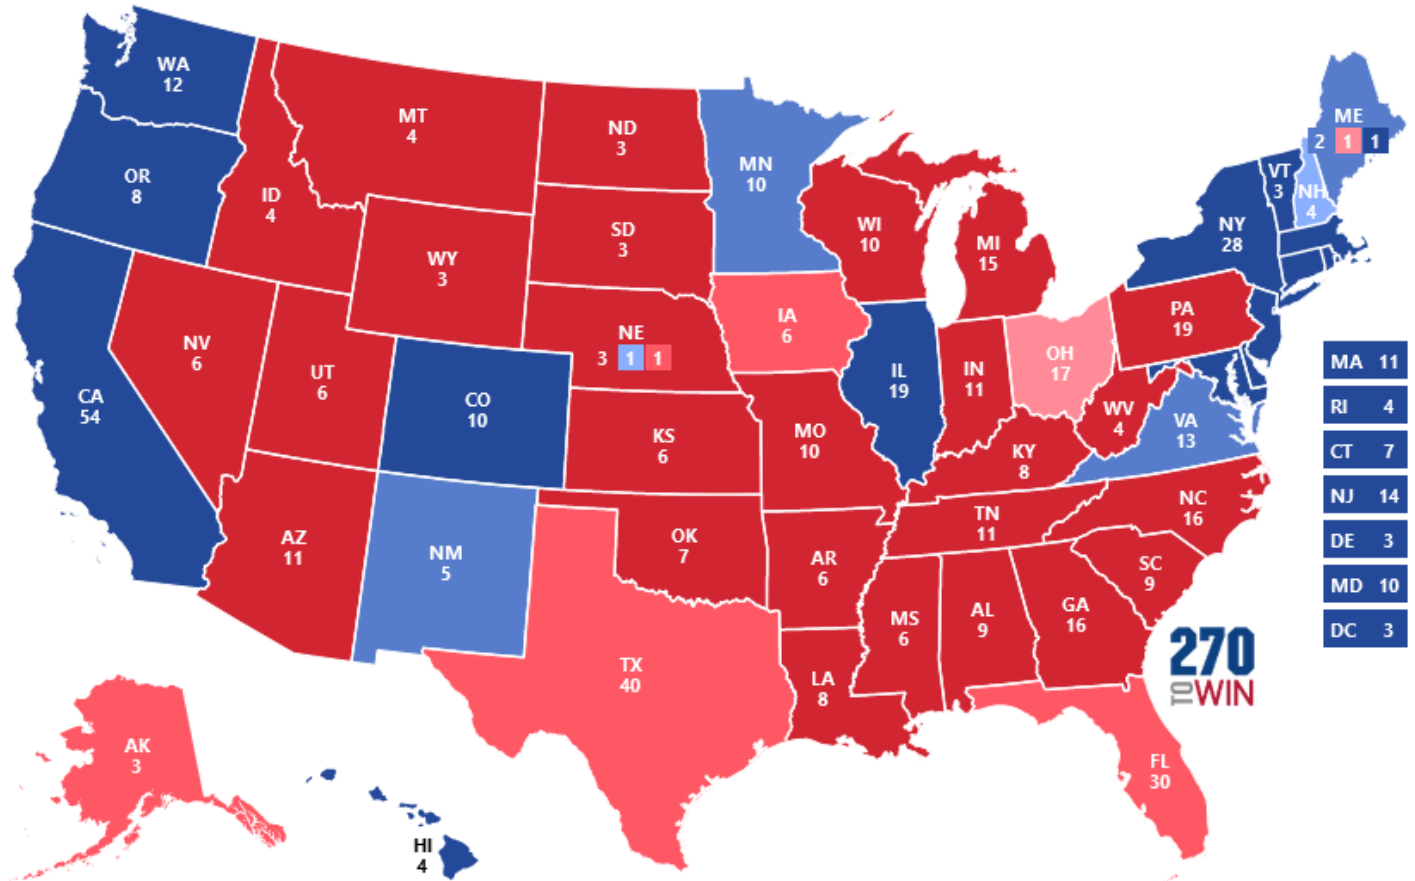 WA
12
OR
8
CA
54
NV
6
ID
4
MT
4
WY
3
UT
6
AZ
11
CO
10
NM
5
ND
3
SD
3
NE
3 1 1
KS
6
OK
7
TX
40
MN
10
IA
6
MO
10
AR
6
LA
8
WI
10
IL
19
MI
15
IN
11
OH
17
KY
8
TN
11
MS
6
AL
9
GA
16
FL
30
SC
9
NC
16
VA
13
WV
4
PA
19
NY
28
VT
3
NH
4
ME
2 1 1
MA 11
RI 4
CT 7
NJ 14
DE 3
MD 10
DC 3
AK
3
HI
4
270
TO WIN